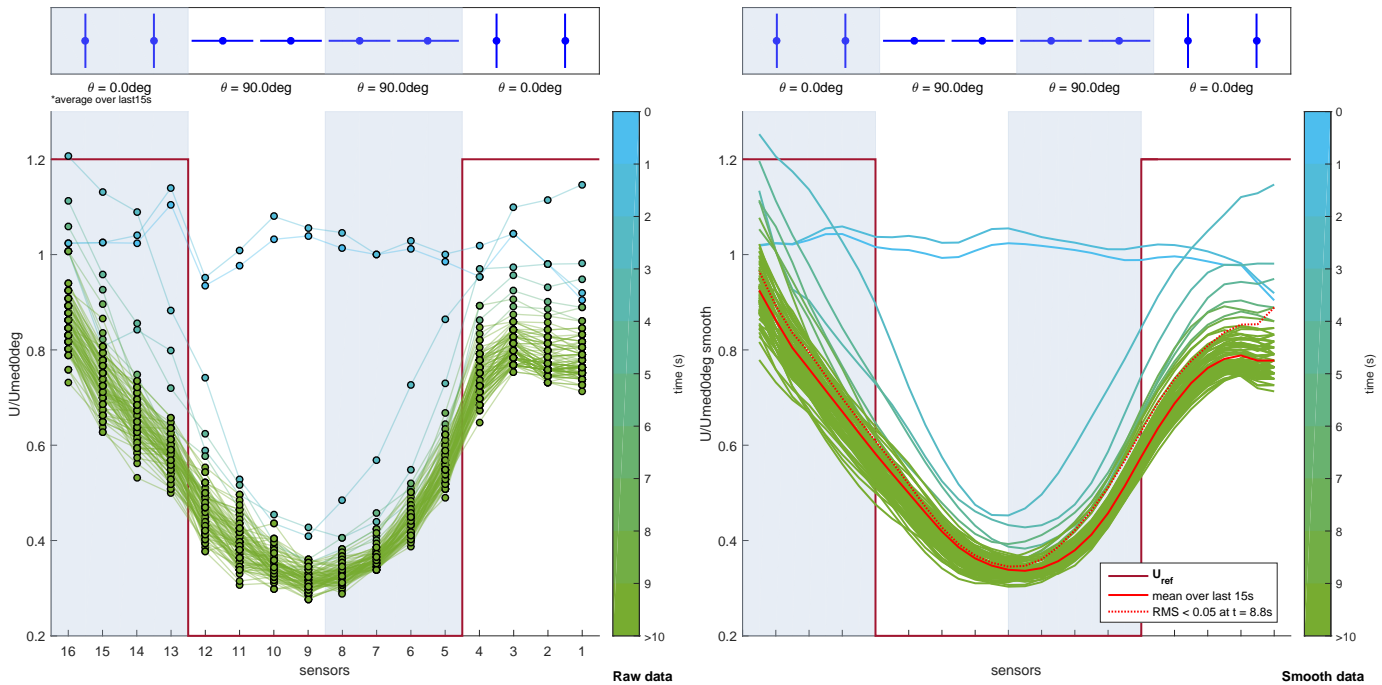 θ = 0.0deg θ = 90.0deg θ = 90.0deg θ = 0.0deg
*average over last15s
1.2
1
0.8
0.6
0.4
0.2
U/Umed0deg
16 15 14 13 12 11 10 9 8 7 6 5 4 3 2 1
sensors
0
1
2
3
4
5
6
7
8
9
>10
time (s)
Raw data
θ = 0.0deg θ = 90.0deg θ = 90.0deg θ = 0.0deg
1.2
1
0.8
0.6
0.4
0.2
U/Umed0deg smooth
U_ref
mean over last 15s
RMS < 0.05 at t = 8.8s
sensors
0
1
2
3
4
5
6
7
8
9
>10
time (s)
Smooth data